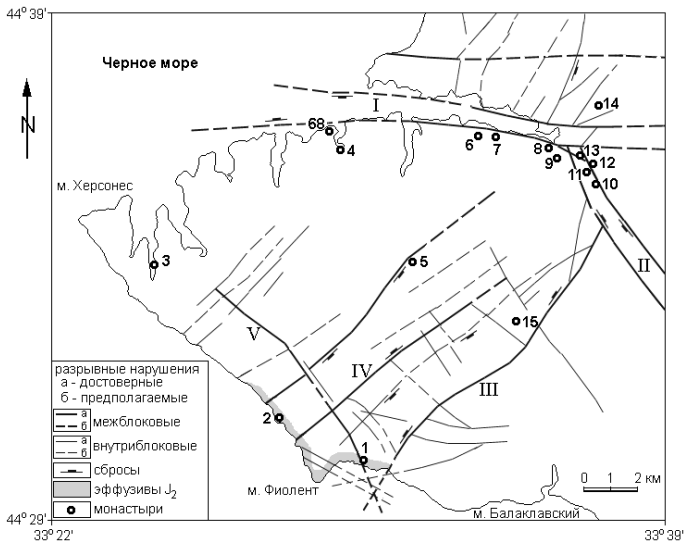 44° 39'
Черное море
N
I
14
68
4
6
7
8
9
13
12
11
10
м. Херсонес
3
5
II
V
15
IV
III
разрывные нарушения
а - достоверные
б - предполагаемые
а
б межблоковые
а
б внутриблоковые
сбросы
эффузивы J₂
монастыри
2
1
м. Фиолент
0 1 2 км
м. Балаклавский
44° 29'
33° 22'
33° 39'